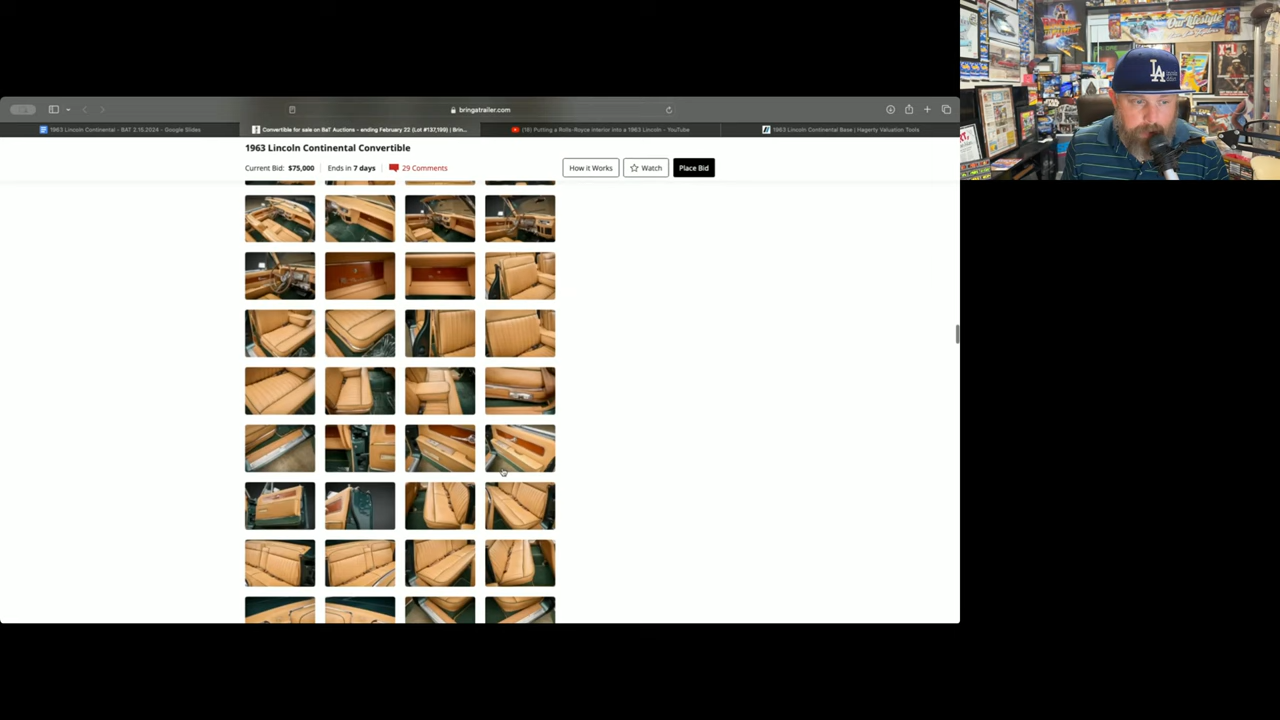 bringatrailer.com
1963 Lincoln Continental - BAT 2.15.2024 - Google Slides
Convertible for sale on BaT Auctions - ending February 22 (Lot #137,199) | Brin...
(18) Putting a Rolls-Royce interior into a 1963 Lincoln - YouTube
1963 Lincoln Continental Base | Hagerty Valuation Tools
1963 Lincoln Continental Convertible
Current Bid: $75,000
Ends in 7 days
29 Comments
How it Works
Watch
Place Bid
Our Lifestyle
LA